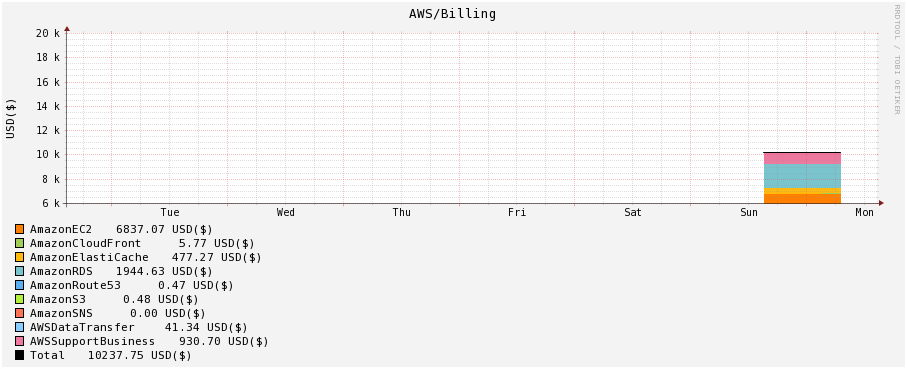 AWS/Billing
RRDTOOL / TOBI OETIKER
USD($)
20 k
18 k
16 k
14 k
12 k
10 k
8 k
6 k
Tue Wed Thu Fri Sat Sun Mon
AmazonEC2 6837.07 USD($)
AmazonCloudFront 5.77 USD($)
AmazonElastiCache 477.27 USD($)
AmazonRDS 1944.63 USD($)
AmazonRoute53 0.47 USD($)
AmazonS3 0.48 USD($)
AmazonSNS 0.00 USD($)
AWSDataTransfer 41.34 USD($)
AWSSupportBusiness 930.70 USD($)
Total 10237.75 USD($)